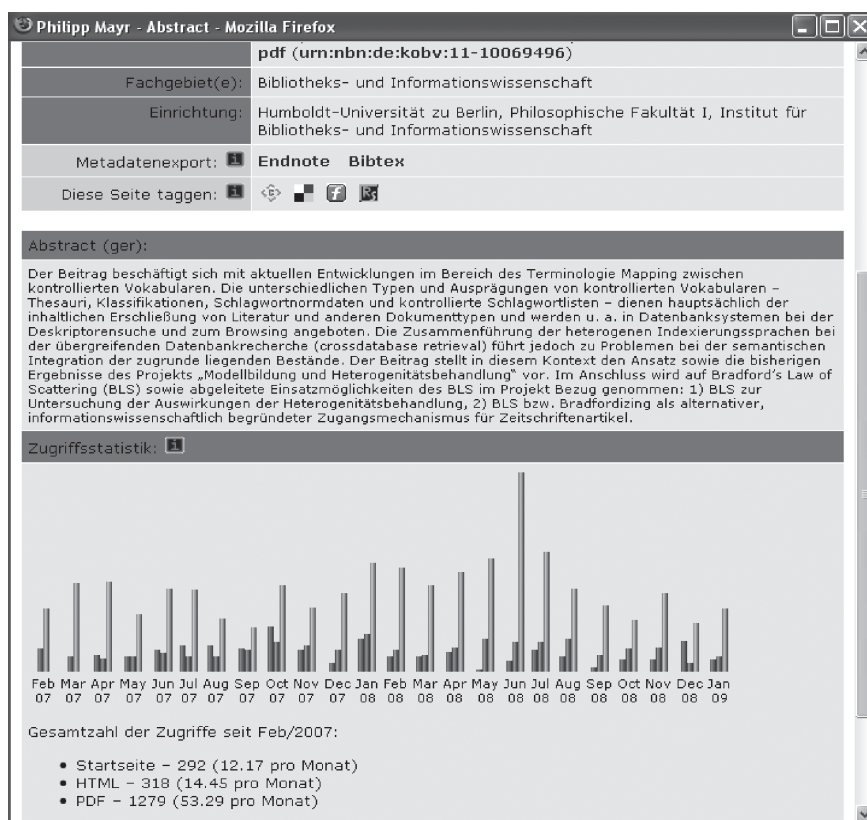 Philipp Mayr - Abstract - Mozilla Firefox
pdf (urn:nbn:de:kobv:11-10069496)
Fachgebiet(e): Bibliotheks- und Informationswissenschaft
Einrichtung: Humboldt-Universität zu Berlin, Philosophische Fakultät I, Institut für
Bibliotheks- und Informationswissenschaft
Metadatenexport: Endnote Bibtex
Diese Seite taggen:
Abstract (ger):
Der Beitrag beschäftigt sich mit aktuellen Entwicklungen im Bereich des Terminologie Mapping zwischen
kontrollierten Vokabularen. Die unterschiedlichen Typen und Ausprägungen von kontrollierten Vokabularen –
Thesauri, Klassifikationen, Schlagwortnormdaten und kontrollierte Schlagwortlisten – dienen hauptsächlich der
inhaltlichen Erschließung von Literatur und anderen Dokumenttypen und werden u. a. in Datenbanksystemen bei der
Deskriptorensuche und zum Browsing angeboten. Die Zusammenführung der heterogenen Indexierungssprachen bei
der übergreifenden Datenbankrecherche (crossdatabase retrieval) führt jedoch zu Problemen bei der semantischen
Integration der zugrunde liegenden Bestände. Der Beitrag stellt in diesem Kontext den Ansatz sowie die bisherigen
Ergebnisse des Projekts „Modellbildung und Heterogenitätsbehandlung" vor. Im Anschluss wird auf Bradford's Law of
Scattering (BLS) sowie abgeleitete Einsatzmöglichkeiten des BLS im Projekt Bezug genommen: 1) BLS zur
Untersuchung der Auswirkungen der Heterogenitätsbehandlung, 2) BLS bzw. Bradfordizing als alternativer,
informationswissenschaftlich begründeter Zugangsmechanismus für Zeitschriftenartikel.
Zugriffsstatistik:
Feb Mar Apr May Jun Jul Aug Sep Oct Nov Dec Jan Feb Mar Apr May Jun Jul Aug Sep Oct Nov Dec Jan
07 07 07 07 07 07 07 07 07 07 07 08 08 08 08 08 08 08 08 08 08 08 08 09
Gesamtzahl der Zugriffe seit Feb/2007:
• Startseite – 292 (12.17 pro Monat)
• HTML – 318 (14.45 pro Monat)
• PDF – 1279 (53.29 pro Monat)